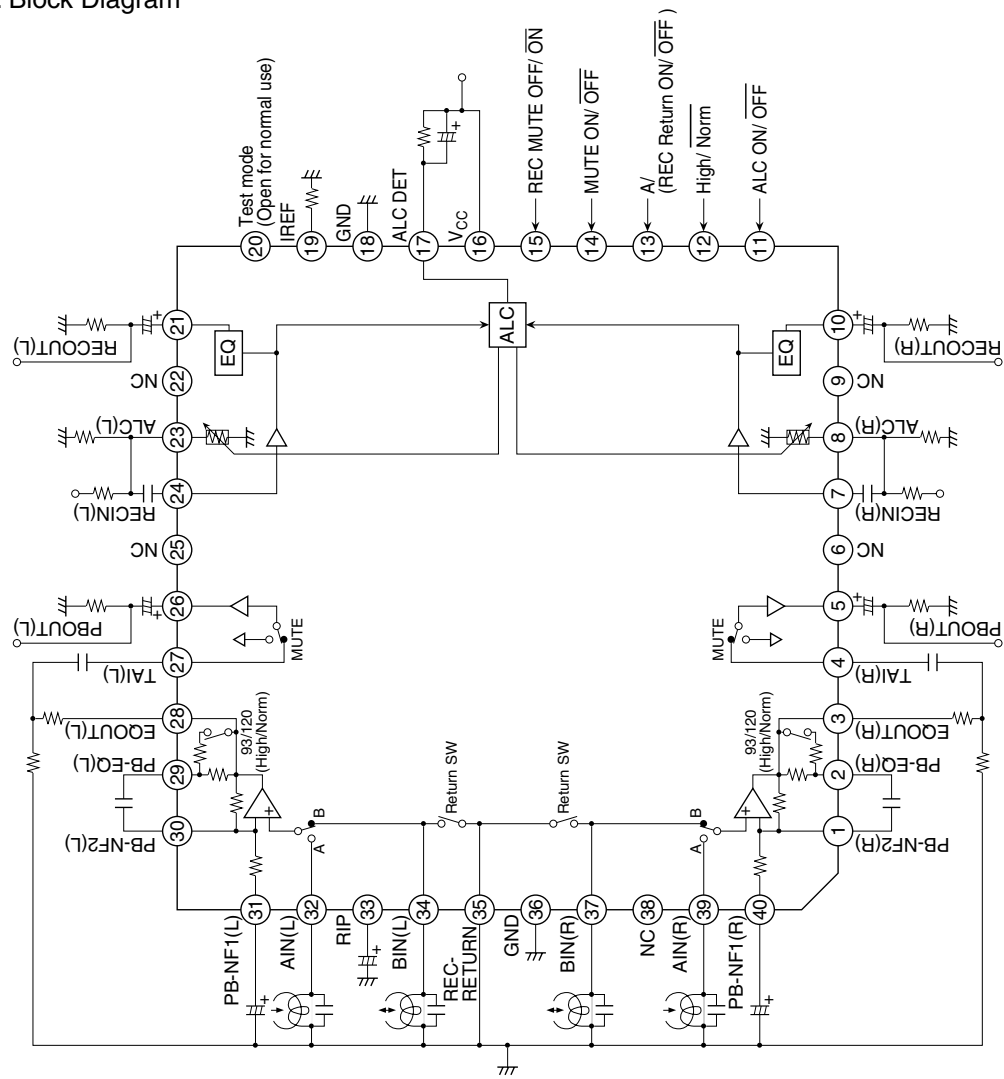 Block Diagram
Test mode
(Open for normal use)
20
IREF
19
GND
18
ALC DET
17
VCC
16
REC MUTE OFF/ ON
15
MUTE ON/ OFF
14
A/
(REC Return ON/ OFF )
13
High/ Norm
12
ALC ON/ OFF
11
RECOUT(L)
21
+
EQ
NC
22
ALC(L)
23
RECIN(L)
24
NC
25
PBOUT(L)
26
+
MUTE
TAI(L)
27
EQOUT(L)
28
93/120
(High/Norm)
PB-EQ(L)
29
PB-NF2(L)
30
+
ALC
+
10
RECOUT(R)
EQ
9
NC
8
ALC(R)
7
RECIN(R)
6
NC
5
+
PBOUT(R)
MUTE
4
TAI(R)
3
EQOUT(R)
93/120
(High/Norm)
2
PB-EQ(R)
1
PB-NF2(R)
+
Return SW
Return SW
B
A
B
A
31
PB-NF1(L)
+
32
AIN(L)
33
RIP
+
34
BIN(L)
35
REC-
RETURN
36
GND
37
BIN(R)
38
NC
39
AIN(R)
40
PB-NF1(R)
+
+